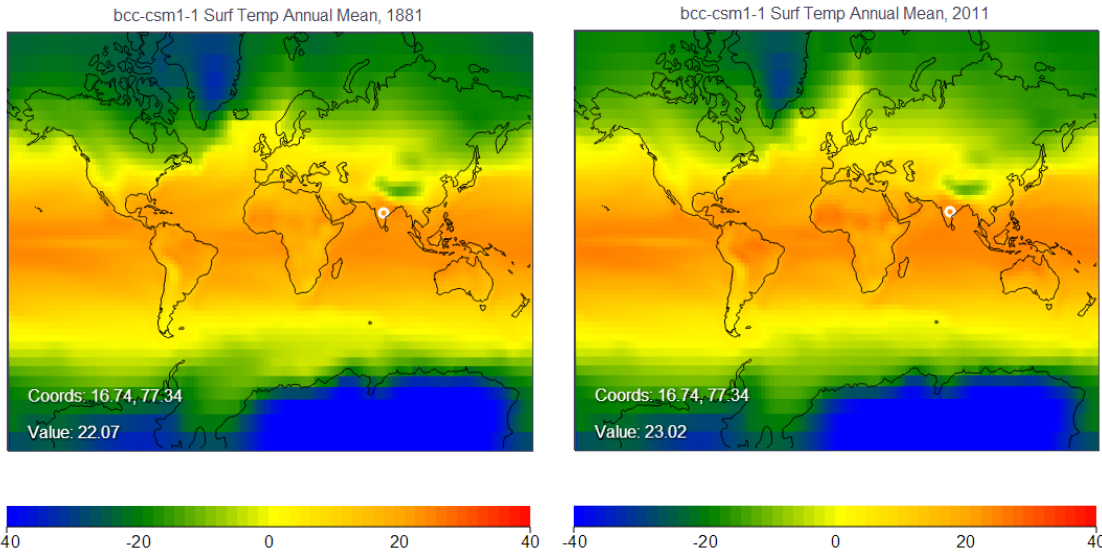 bcc-csm1-1 Surf Temp Annual Mean, 1881
Coords: 16.74, 77.34
Value: 22.07
40 -20 0 20 40
bcc-csm1-1 Surf Temp Annual Mean, 2011
Coords: 16.74, 77.34
Value: 23.02
-40 -20 0 20 40